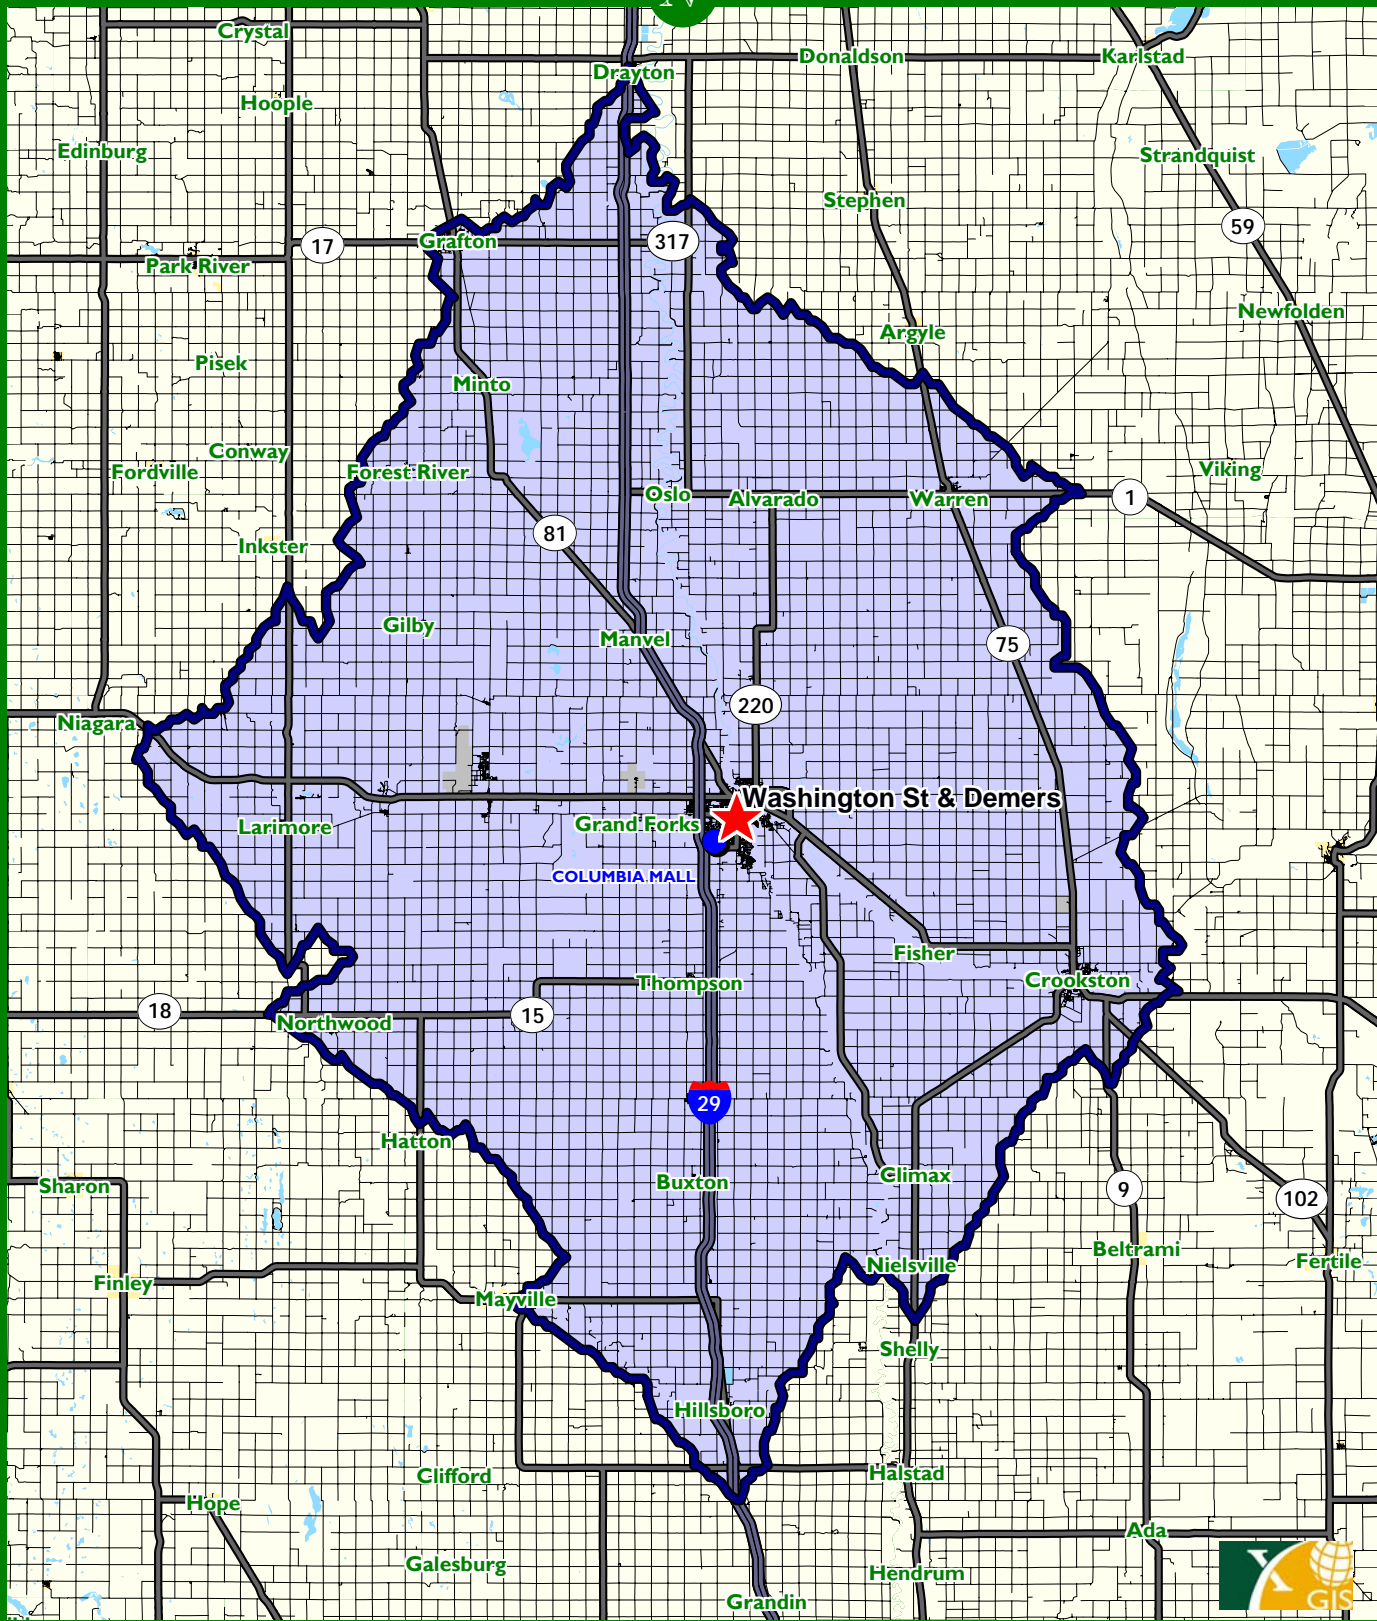 Crystal
Donaldson
Karlstad
Drayton
Hoople
Edinburg
Strandquist
Stephen
59
17
Grafton
317
Park River
Newfolden
Argyle
Pisek
Minto
Conway
Fordville
Forest River
Viking
Oslo
Alvarado
Warren
1
81
Inkster
Gilby
Manvel
75
220
Niagara
Washington St & Demers
Larimore
Grand Forks
COLUMBIA MALL
Fisher
Thompson
Crookston
18
15
Northwood
29
Hatton
Sharon
Buxton
Climax
9
102
Beltrami
Fertile
Nielsville
Finley
Mayville
Shelly
Hillsboro
Clifford
Halstad
Hope
Ada
Galesburg
Hendrum
Grandin
X
GIS